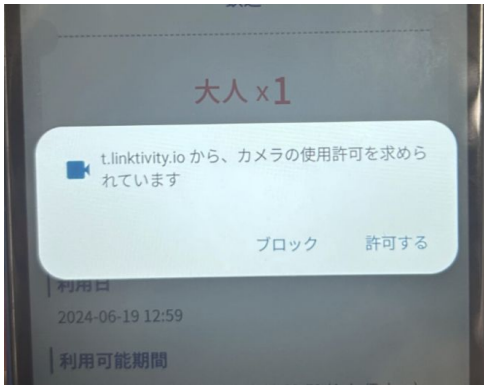 大人 x1
t.linktivity.io から、カメラの使用許可を求めら
れています
ブロック 許可する
利用日
2024-06-19 12:59
利用可能期間